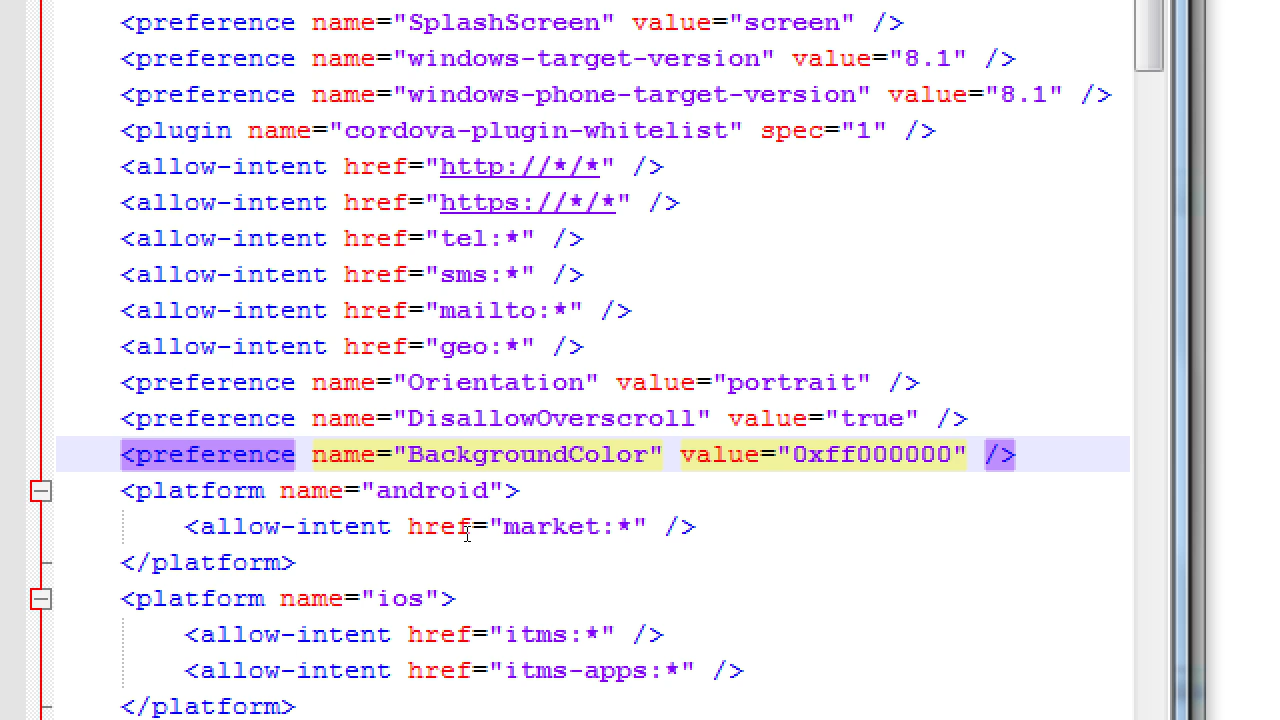 <preference name="SplashScreen" value="screen" />
<preference name="windows-target-version" value="8.1" />
<preference name="windows-phone-target-version" value="8.1" />
<plugin name="cordova-plugin-whitelist" spec="1" />
<allow-intent href="http://*/*" />
<allow-intent href="https://*/*" />
<allow-intent href="tel:*" />
<allow-intent href="sms:*" />
<allow-intent href="mailto:*" />
<allow-intent href="geo:*" />
<preference name="Orientation" value="portrait" />
<preference name="DisallowOverscroll" value="true" />
<preference name="BackgroundColor" value="0xff000000" />
<platform name="android">
<allow-intent href="market:*" />
</platform>
<platform name="ios">
<allow-intent href="itms:*" />
<allow-intent href="itms-apps:*" />
</platform>